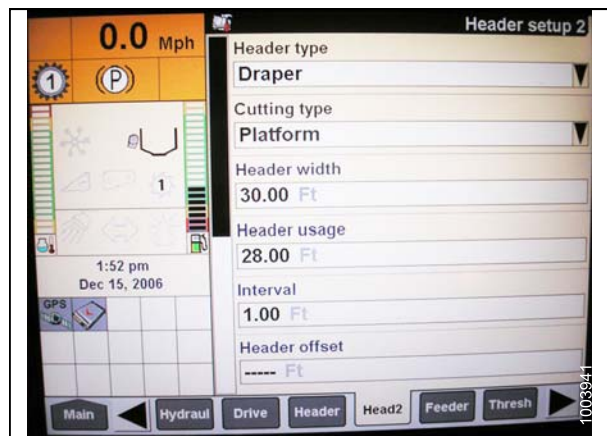 0.0 Mph
1
(P)
1
1:52 pm
Dec 15, 2006
GPS
Header setup 2
Header type
Draper
Cutting type
Platform
Header width
30.00 Ft
Header usage
28.00 Ft
Interval
1.00 Ft
Header offset
----- Ft
Main
Hydraul
Drive
Header
Head2
Feeder
Thresh
1003941